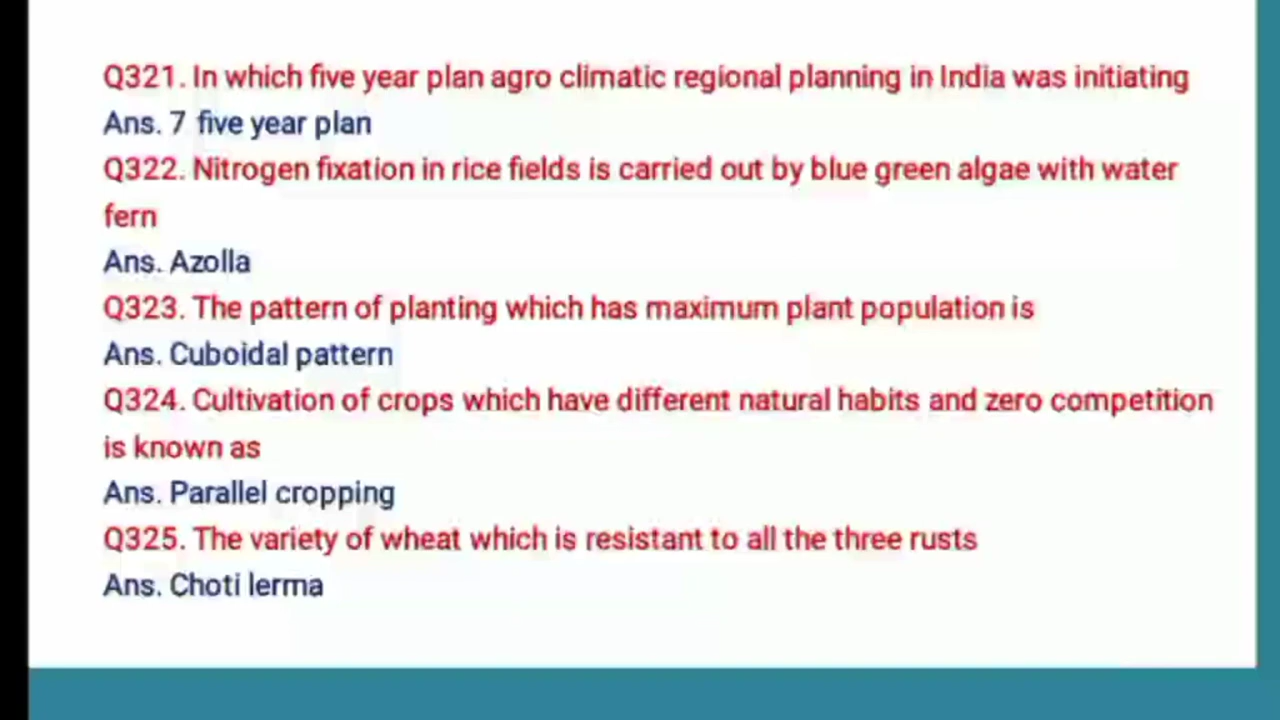 Q321. In which five year plan agro climatic regional planning in India was initiating
Ans. 7 five year plan
Q322. Nitrogen fixation in rice fields is carried out by blue green algae with water
fern
Ans. Azolla
Q323. The pattern of planting which has maximum plant population is
Ans. Cuboidal pattern
Q324. Cultivation of crops which have different natural habits and zero competition
is known as
Ans. Parallel cropping
Q325. The variety of wheat which is resistant to all the three rusts
Ans. Choti lerma